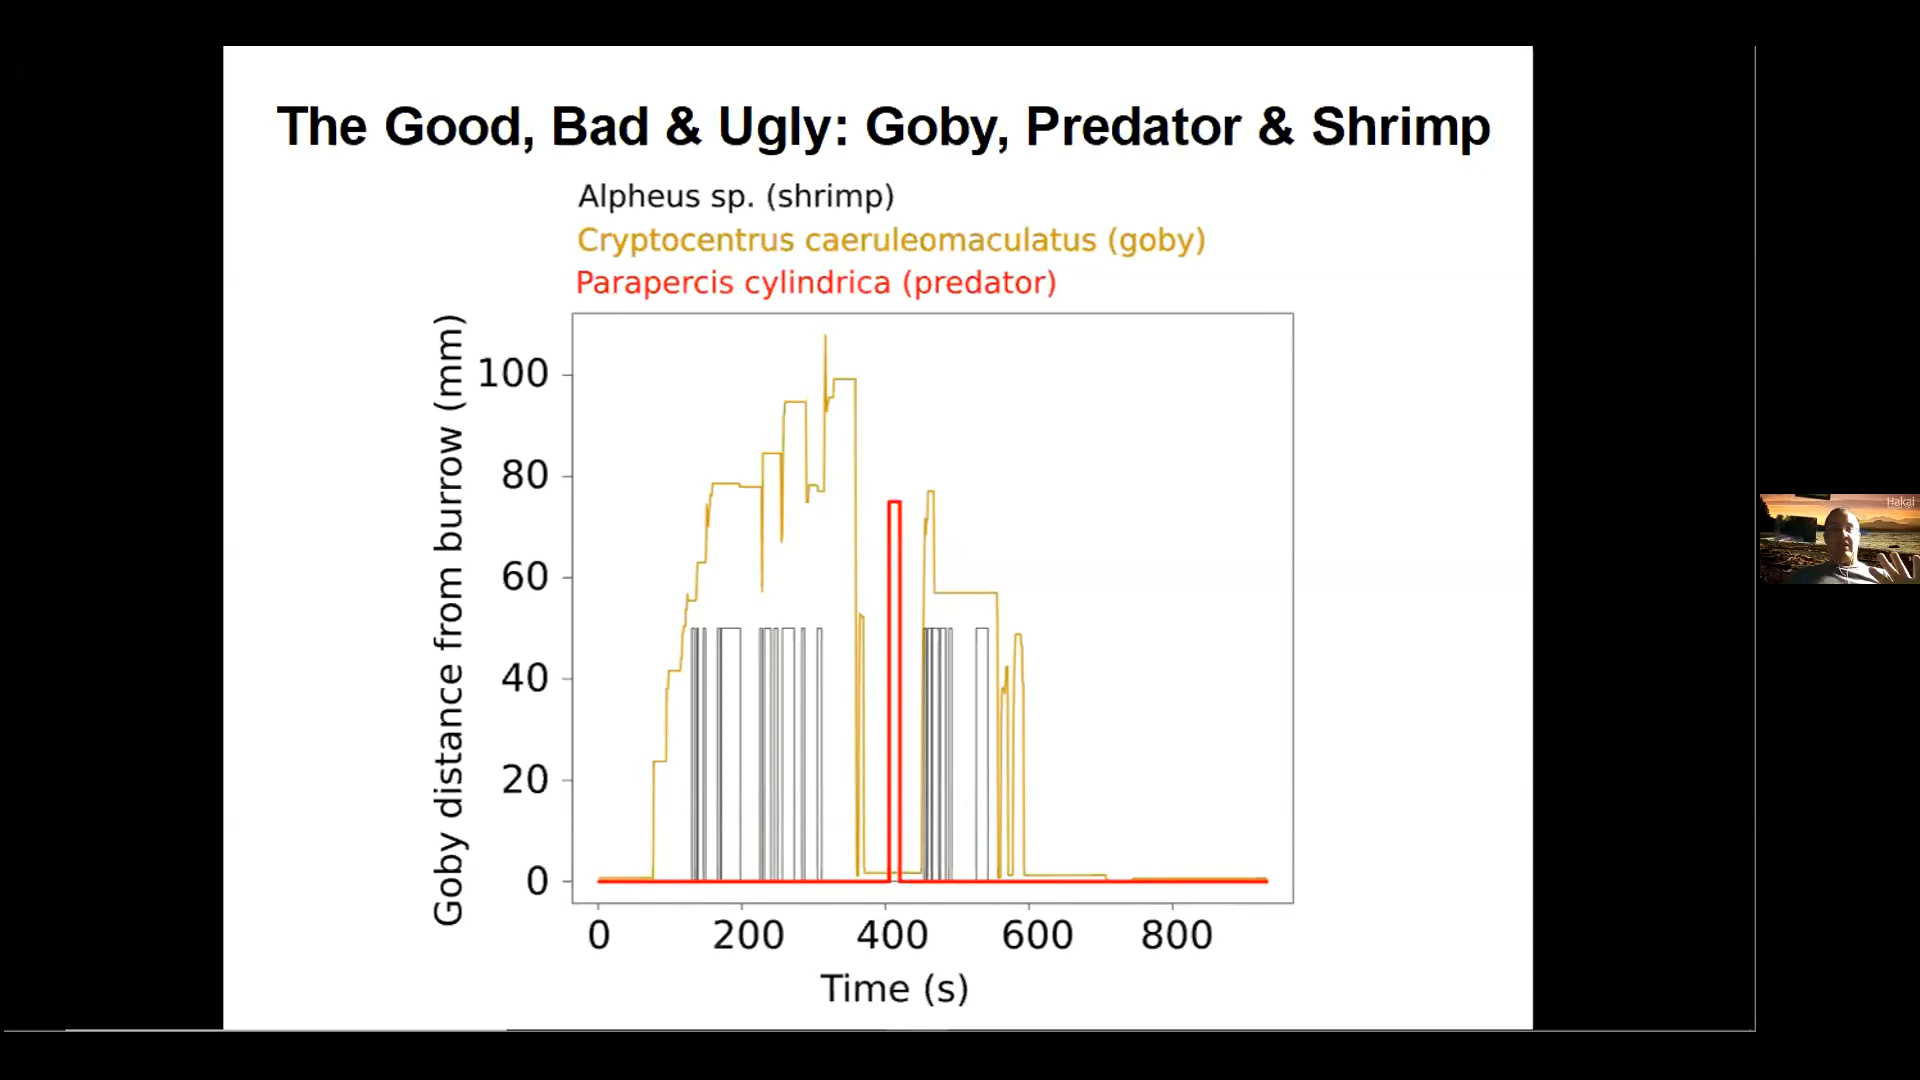 The Good, Bad & Ugly: Goby, Predator & Shrimp
Alpheus sp. (shrimp)
Cryptocentrus caeruleomaculatus (goby)
Parapercis cylindrica (predator)
Goby distance from burrow (mm)
100
80
60
40
20
0
0 200 400 600 800
Time (s)
Hakai